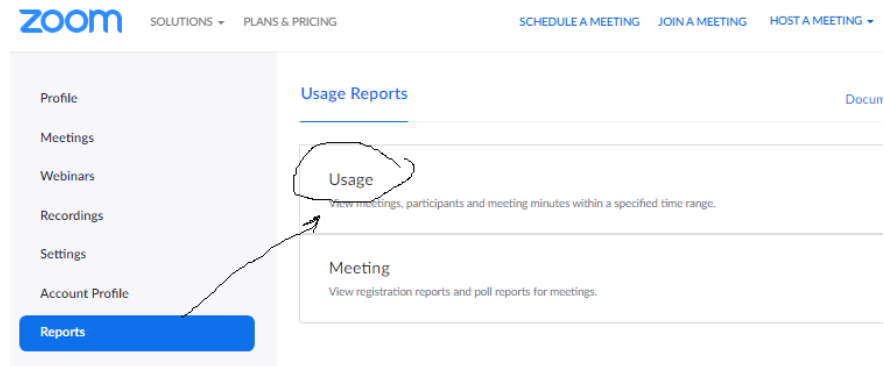 zoom SOLUTIONS PLANS & PRICING SCHEDULE A MEETING JOIN A MEETING HOST A MEETING
Profile
Meetings
Webinars
Recordings
Settings
Account Profile
Reports
Usage Reports
Docum
Usage
View meetings, participants and meeting minutes within a specified time range.
Meeting
View registration reports and poll reports for meetings.